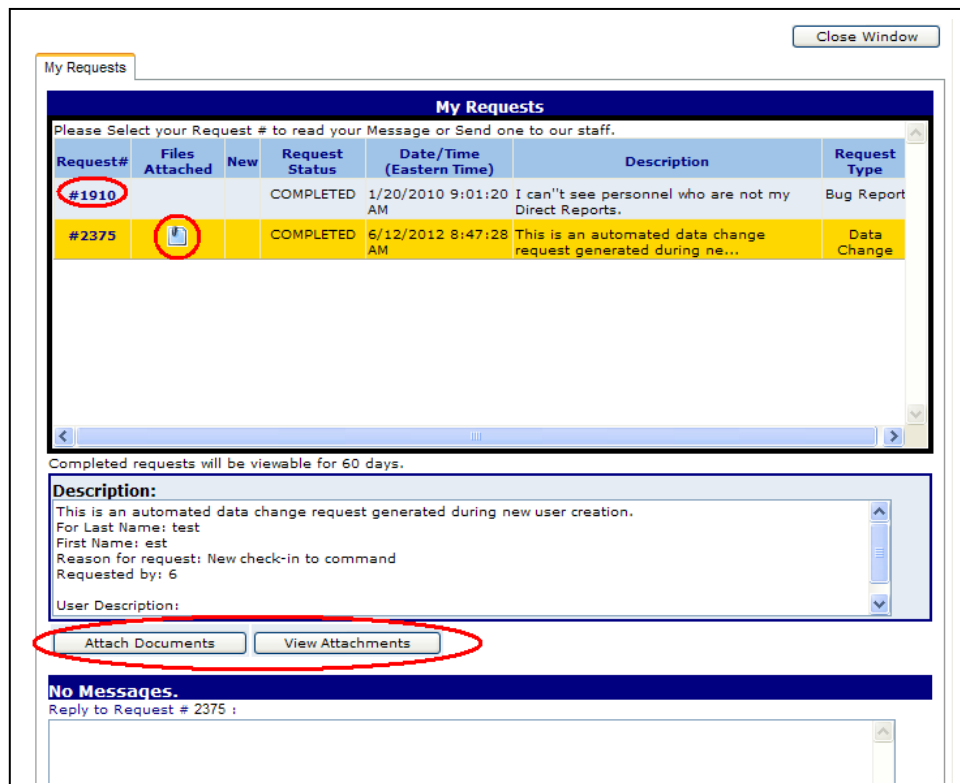 Close Window
My Requests
My Requests
Please Select your Request # to read your Message or Send one to our staff.
Request# Files Attached New Request Status Date/Time (Eastern Time) Description Request Type
#1910 COMPLETED 1/20/2010 9:01:20 AM I can"t see personnel who are not my Direct Reports. Bug Report
#2375 COMPLETED 6/12/2012 8:47:28 AM This is an automated data change request generated during ne... Data Change
Completed requests will be viewable for 60 days.
Description:
This is an automated data change request generated during new user creation.
For Last Name: test
First Name: est
Reason for request: New check-in to command
Requested by: 6
User Description:
Attach Documents View Attachments
No Messages.
Reply to Request # 2375 :